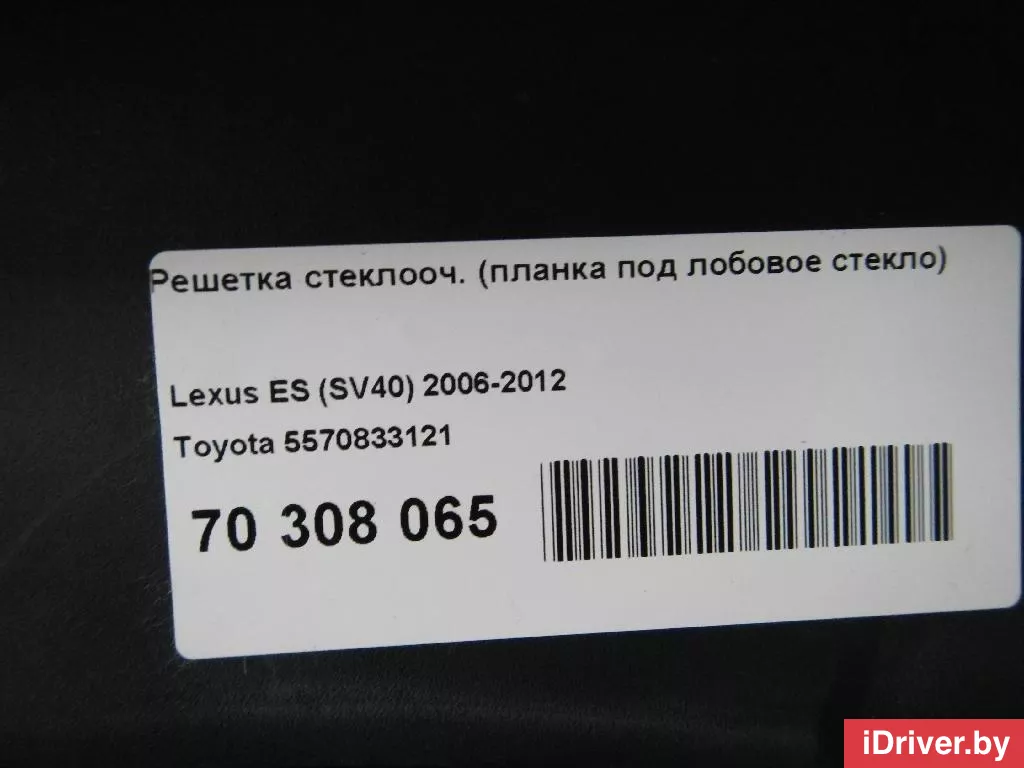 Решетка стеклооч. (планка под лобовое стекло)
Lexus ES (SV40) 2006-2012
Toyota 5570833121
70 308 065
iDriver.by